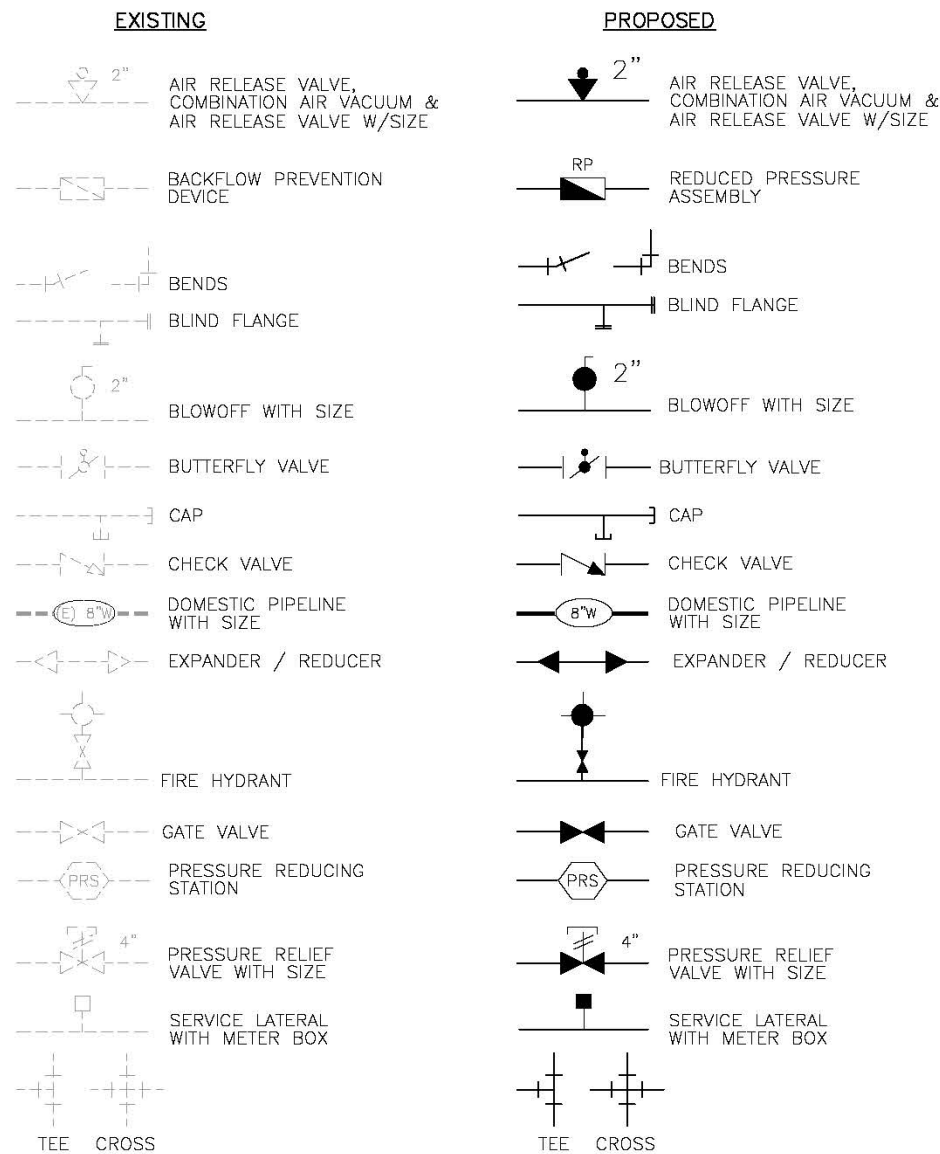 EXISTING
2"
AIR RELEASE VALVE,
COMBINATION AIR VACUUM &
AIR RELEASE VALVE W/SIZE
BACKFLOW PREVENTION
DEVICE
BENDS
BLIND FLANGE
2"
BLOWOFF WITH SIZE
BUTTERFLY VALVE
CAP
CHECK VALVE
(E) 8"W
DOMESTIC PIPELINE
WITH SIZE
EXPANDER / REDUCER
FIRE HYDRANT
GATE VALVE
PRS
PRESSURE REDUCING
STATION
4"
PRESSURE RELIEF
VALVE WITH SIZE
SERVICE LATERAL
WITH METER BOX
TEE CROSS
PROPOSED
2"
AIR RELEASE VALVE,
COMBINATION AIR VACUUM &
AIR RELEASE VALVE W/SIZE
RP
REDUCED PRESSURE
ASSEMBLY
BENDS
BLIND FLANGE
2"
BLOWOFF WITH SIZE
BUTTERFLY VALVE
CAP
CHECK VALVE
8"W
DOMESTIC PIPELINE
WITH SIZE
EXPANDER / REDUCER
FIRE HYDRANT
GATE VALVE
PRS
PRESSURE REDUCING
STATION
4"
PRESSURE RELIEF
VALVE WITH SIZE
SERVICE LATERAL
WITH METER BOX
TEE CROSS